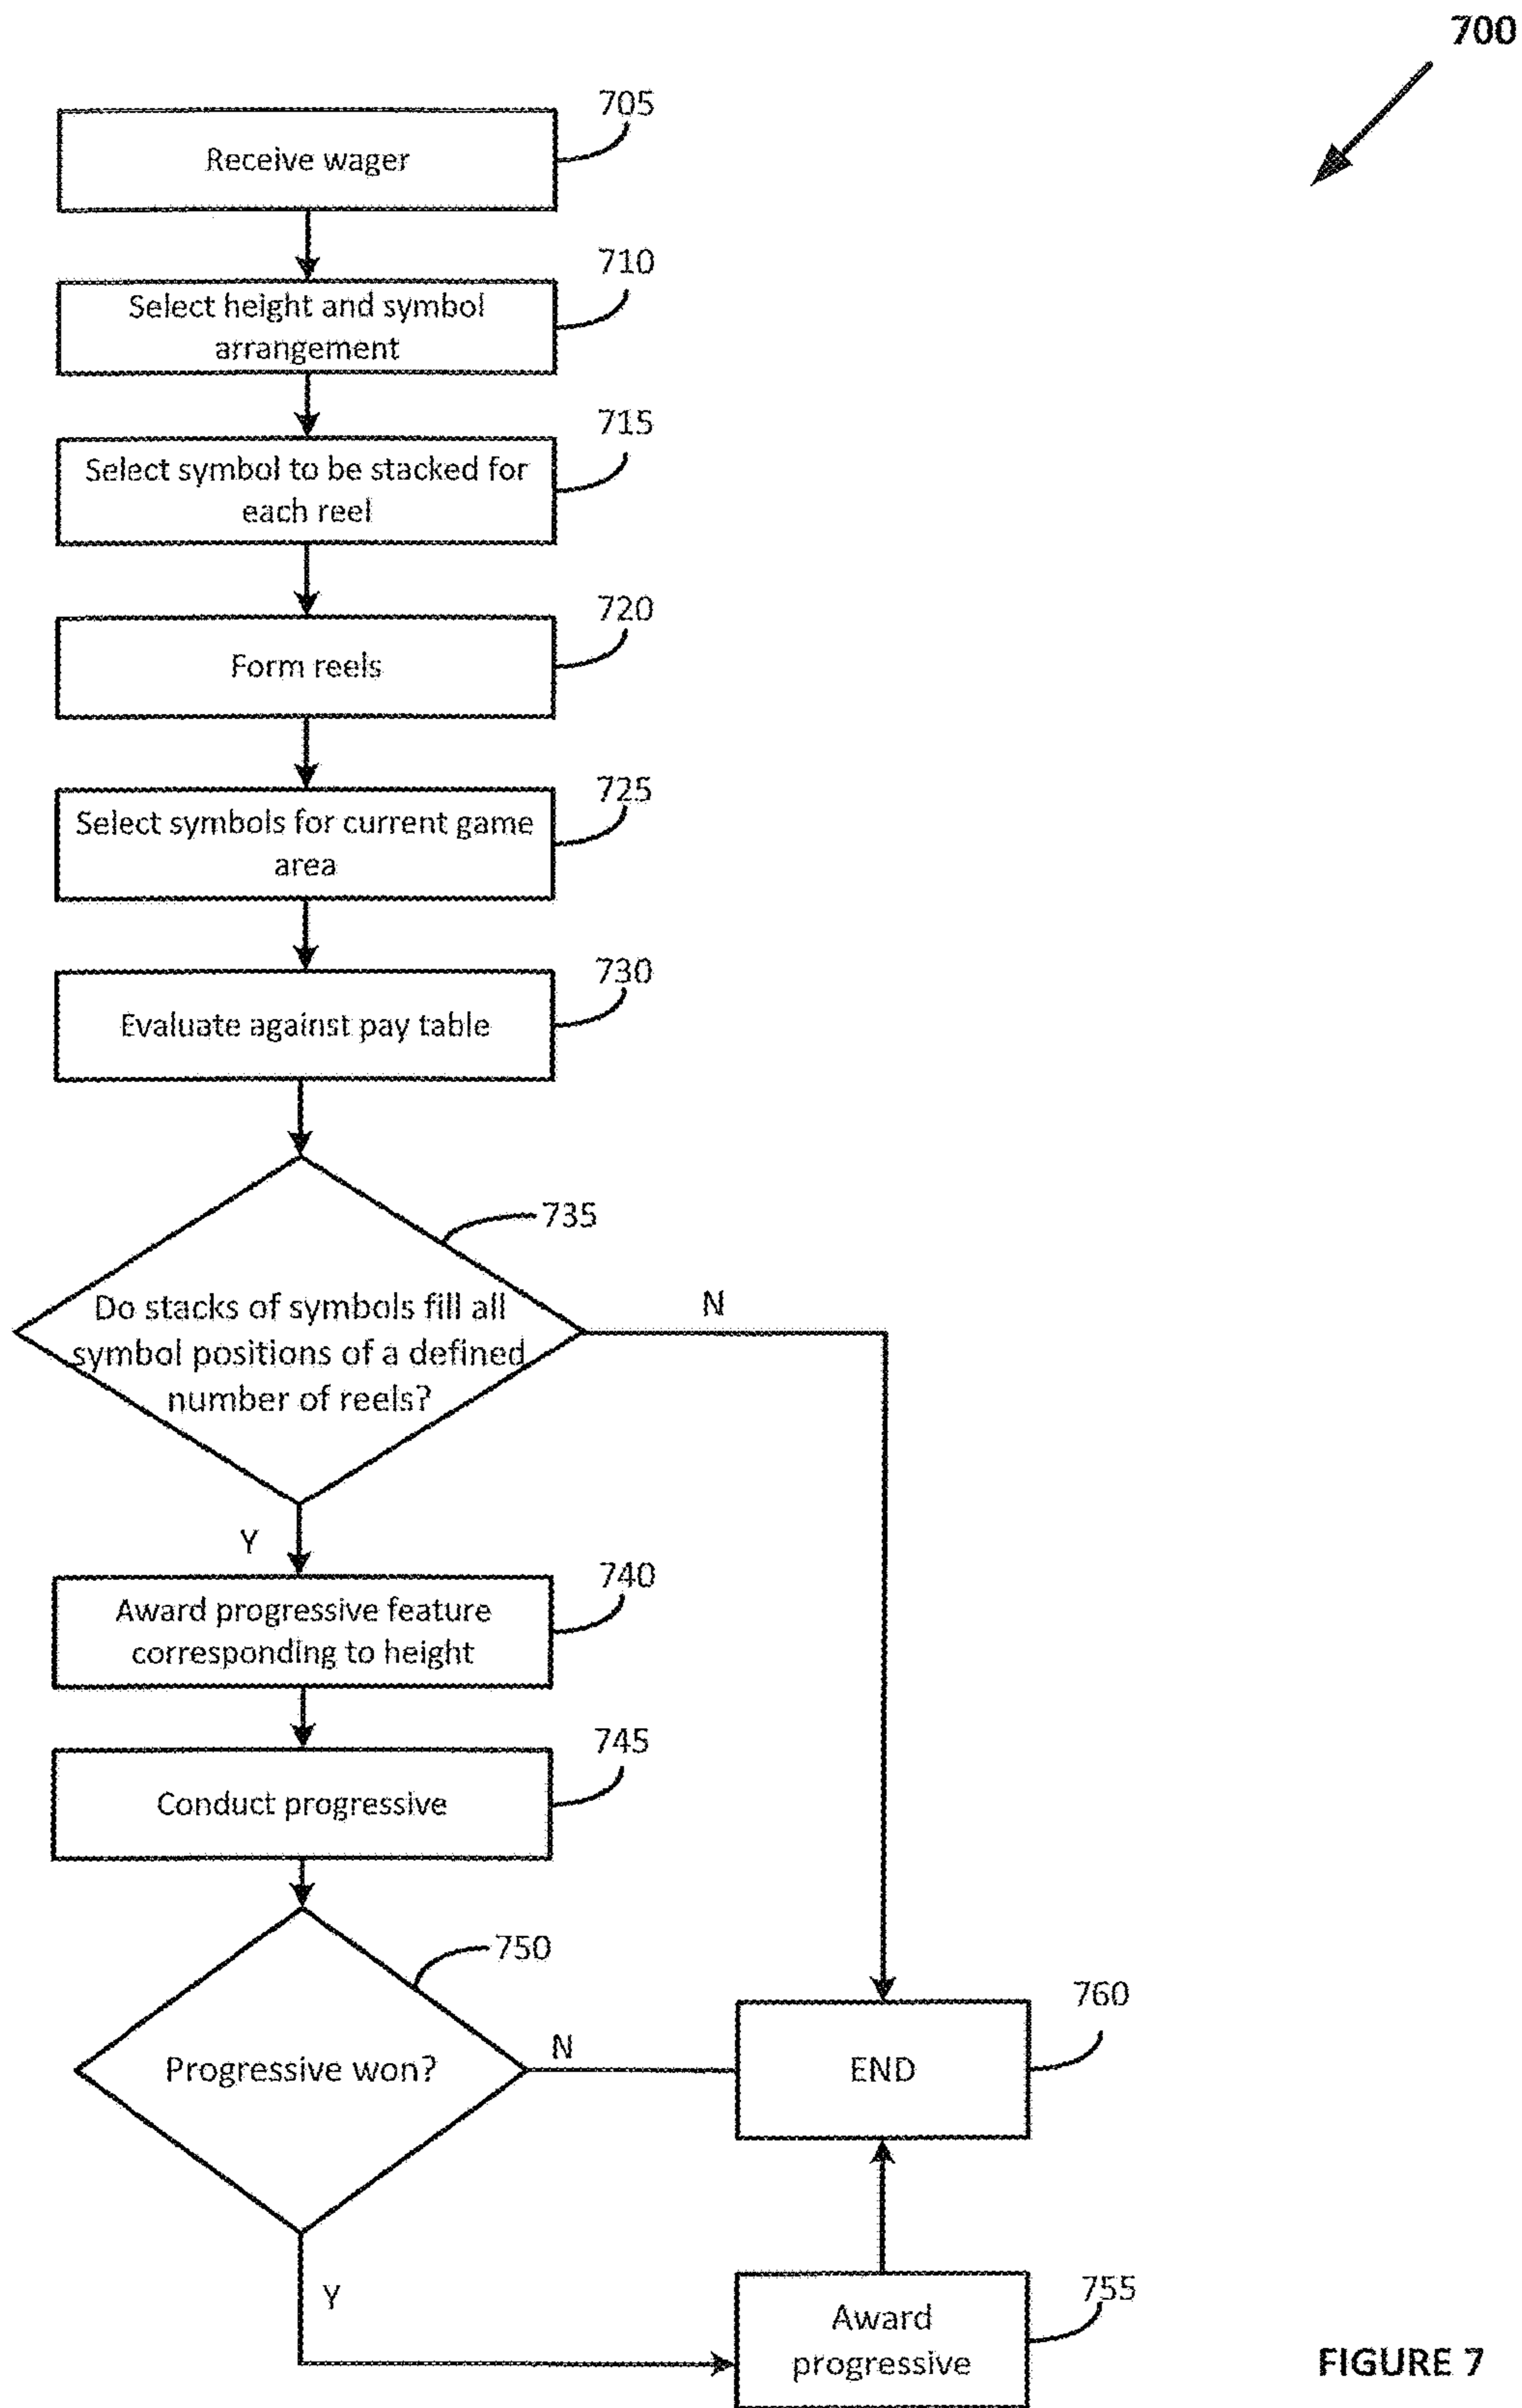 700
705
Receive wager
710
Select height and symbol
arrangement
715
Select symbol to be stacked for
each reel
720
Form reels
725
Select symbols for current game
area
730
Evaluate against pay table
735
Do stacks of symbols fill all
symbol positions of a defined
number of reels?
N
Y
740
Award progressive feature
corresponding to height
745
Conduct progressive
750
Progressive won?
N
760
END
Y
755
Award
progressive
FIGURE 7